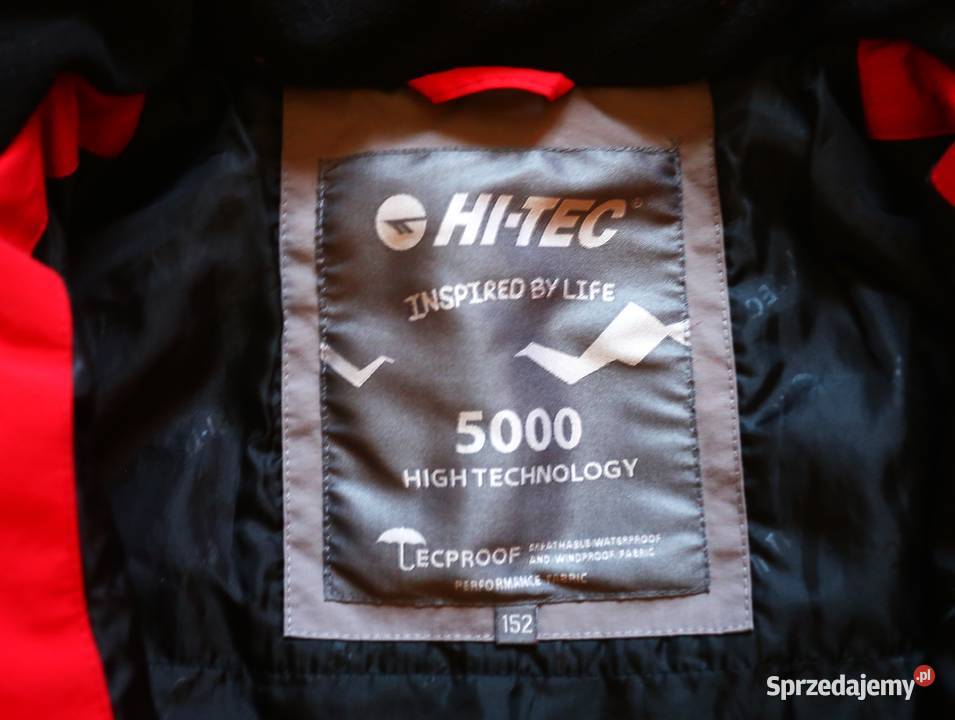 HI-TEC®
INSPIRED BY LIFE
5000
HIGH TECHNOLOGY
TECPROOF
BREATHABLE WATERPROOF
AND WINDPROOF FABRIC
PERFORMANCE FABRIC
152
EC
Sprzedajemy.pl